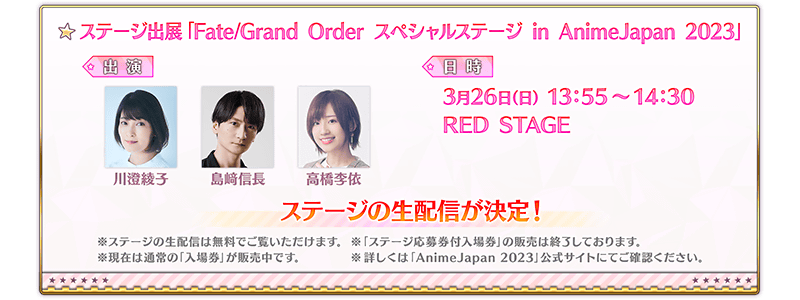 ステージ出展「Fate/Grand Order スペシャルステージ in AnimeJapan 2023」
出演
川澄綾子
島﨑信長
高橋李依
日時
3月26日(日) 13:55～14:30
RED STAGE
ステージの生配信が決定！
※ステージの生配信は無料でご覧いただけます。
※「ステージ応募券付入場券」の販売は終了しております。
※現在は通常の「入場券」が販売中です。
※詳しくは「AnimeJapan 2023」公式サイトにてご確認ください。